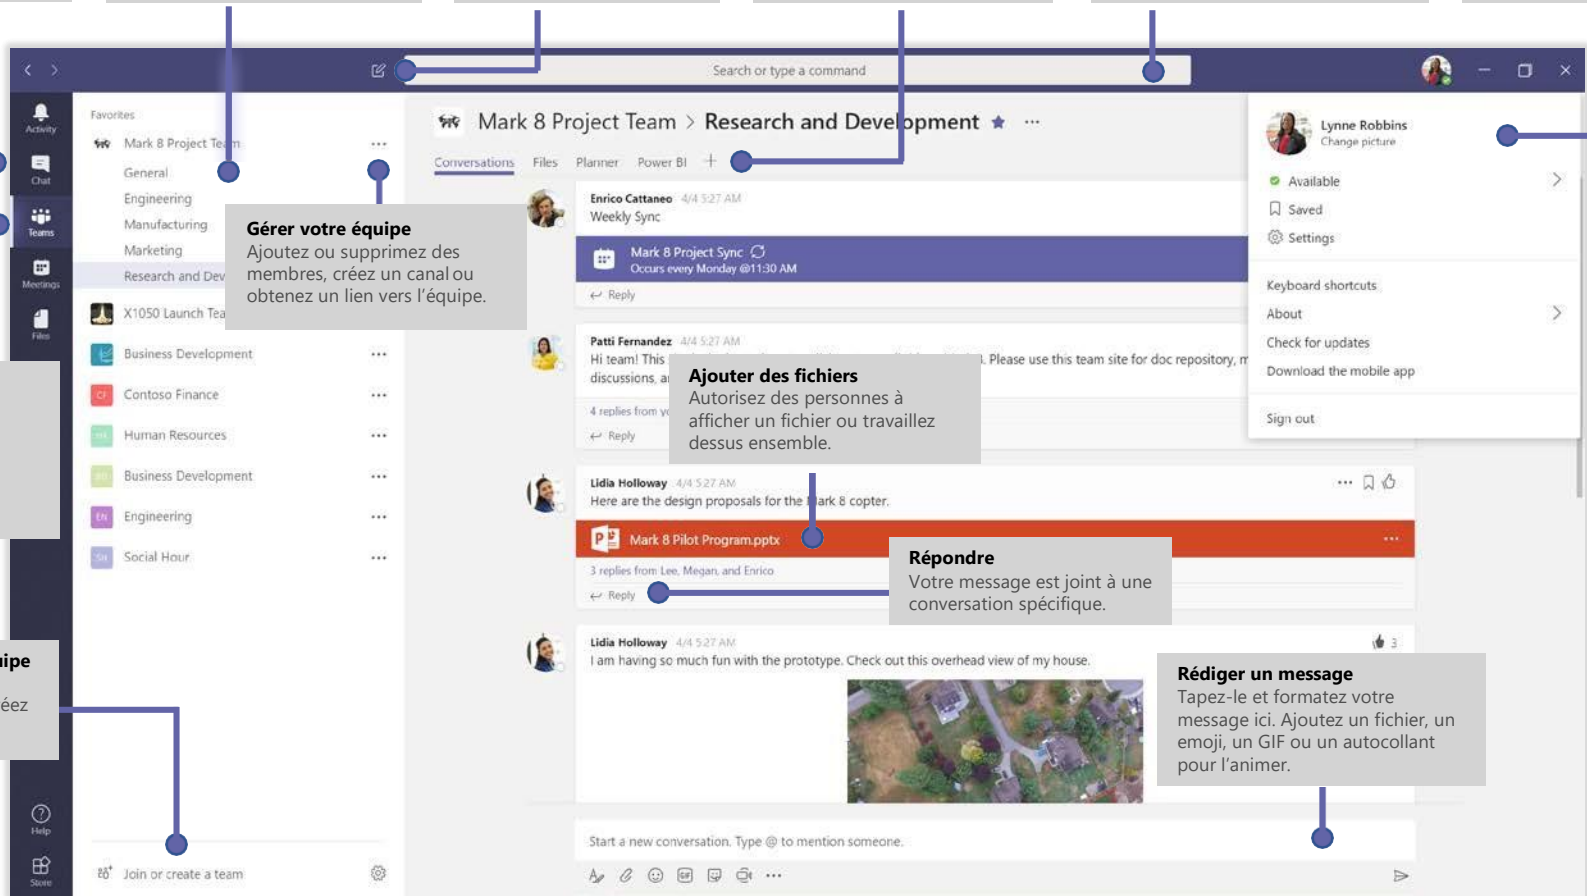 Search or type a command
Activity
Chat
Teams
Meetings
Files
Help
Store
Favorites
Mark 8 Project Team
General
Engineering
Manufacturing
Marketing
Research and Dev
X1050 Launch Tea
Business Development
Contoso Finance
Human Resources
Business Development
EN Engineering
Social Hour
Join or create a team
Gérer votre équipe
Ajoutez ou supprimez des
membres, créez un canal ou
obtenez un lien vers l’équipe.
uipe
éez
Mark 8 Project Team > Research and Development
Conversations Files Planner Power BI
Enrico Cattaneo 4/4 5:27 AM
Weekly Sync
Mark 8 Project Sync
Occurs every Monday @11:30 AM
Reply
Patti Fernandez 4/4 5:27 AM
Hi team! This
. Please use this team site for doc repository, m
discussions, a
4 replies from yo
Reply
Ajouter des fichiers
Autorisez des personnes à
afficher un fichier ou travaillez
dessus ensemble.
Lidia Holloway 4/4 5:27 AM
Here are the design proposals for the Mark 8 copter.
Mark 8 Pilot Program.pptx
3 replies from Lee, Megan, and Enrico
Reply
Répondre
Votre message est joint à une
conversation spécifique.
Lidia Holloway 4/4 5:27 AM
3
I am having so much fun with the prototype. Check out this overhead view of my house.
Rédiger un message
Tapez-le et formatez votre
message ici. Ajoutez un fichier, un
emoji, un GIF ou un autocollant
pour l’animer.
Start a new conversation. Type @ to mention someone.
GIF
Lynne Robbins
Change picture
Available
Saved
Settings
Keyboard shortcuts
About
Check for updates
Download the mobile app
Sign out